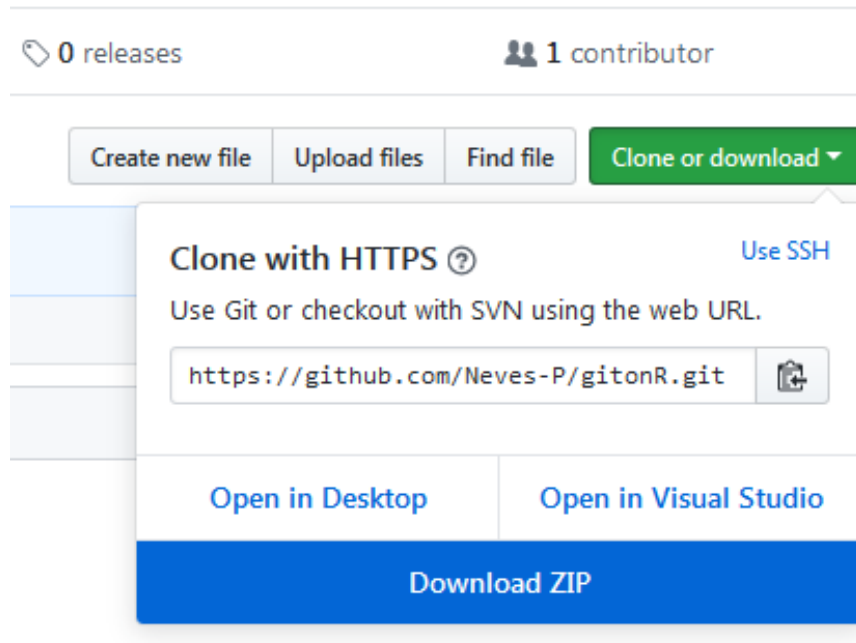 0 releases 1 contributor
Create new file Upload files Find file Clone or download
Clone with HTTPS ? Use SSH
Use Git or checkout with SVN using the web URL.
https://github.com/Neves-P/gitonR.git
Open in Desktop Open in Visual Studio
Download ZIP